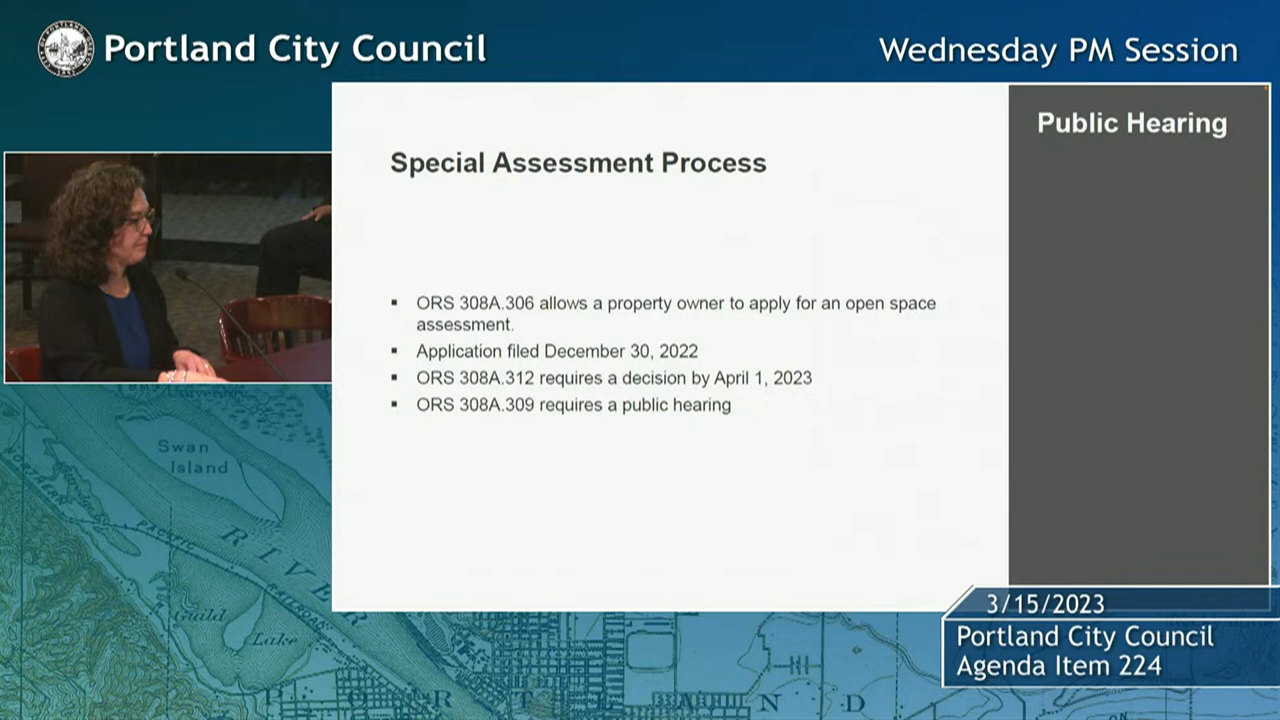 Portland City Council
Wednesday PM Session
Public Hearing
Special Assessment Process
▪ ORS 308A.306 allows a property owner to apply for an open space
assessment.
▪ Application filed December 30, 2022
▪ ORS 308A.312 requires a decision by April 1, 2023
▪ ORS 308A.309 requires a public hearing
University
Swan
Island
NORTHERN
PACIFIC
RIVER
Guild
Lake
3/15/2023
Portland City Council
Agenda Item 224